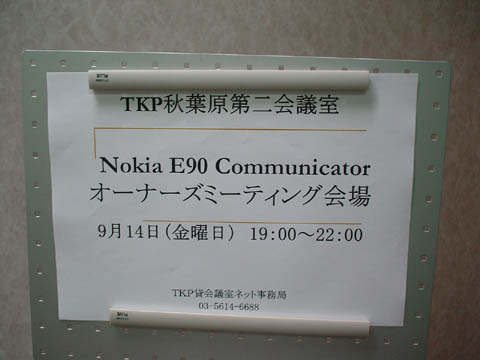 TKP秋葉原第二会議室
Nokia E90 Communicator
オーナーズミーティング会場
9月14日(金曜日) 19:00～22:00
TKP貸会議室ネット事務局
03-5614-6688